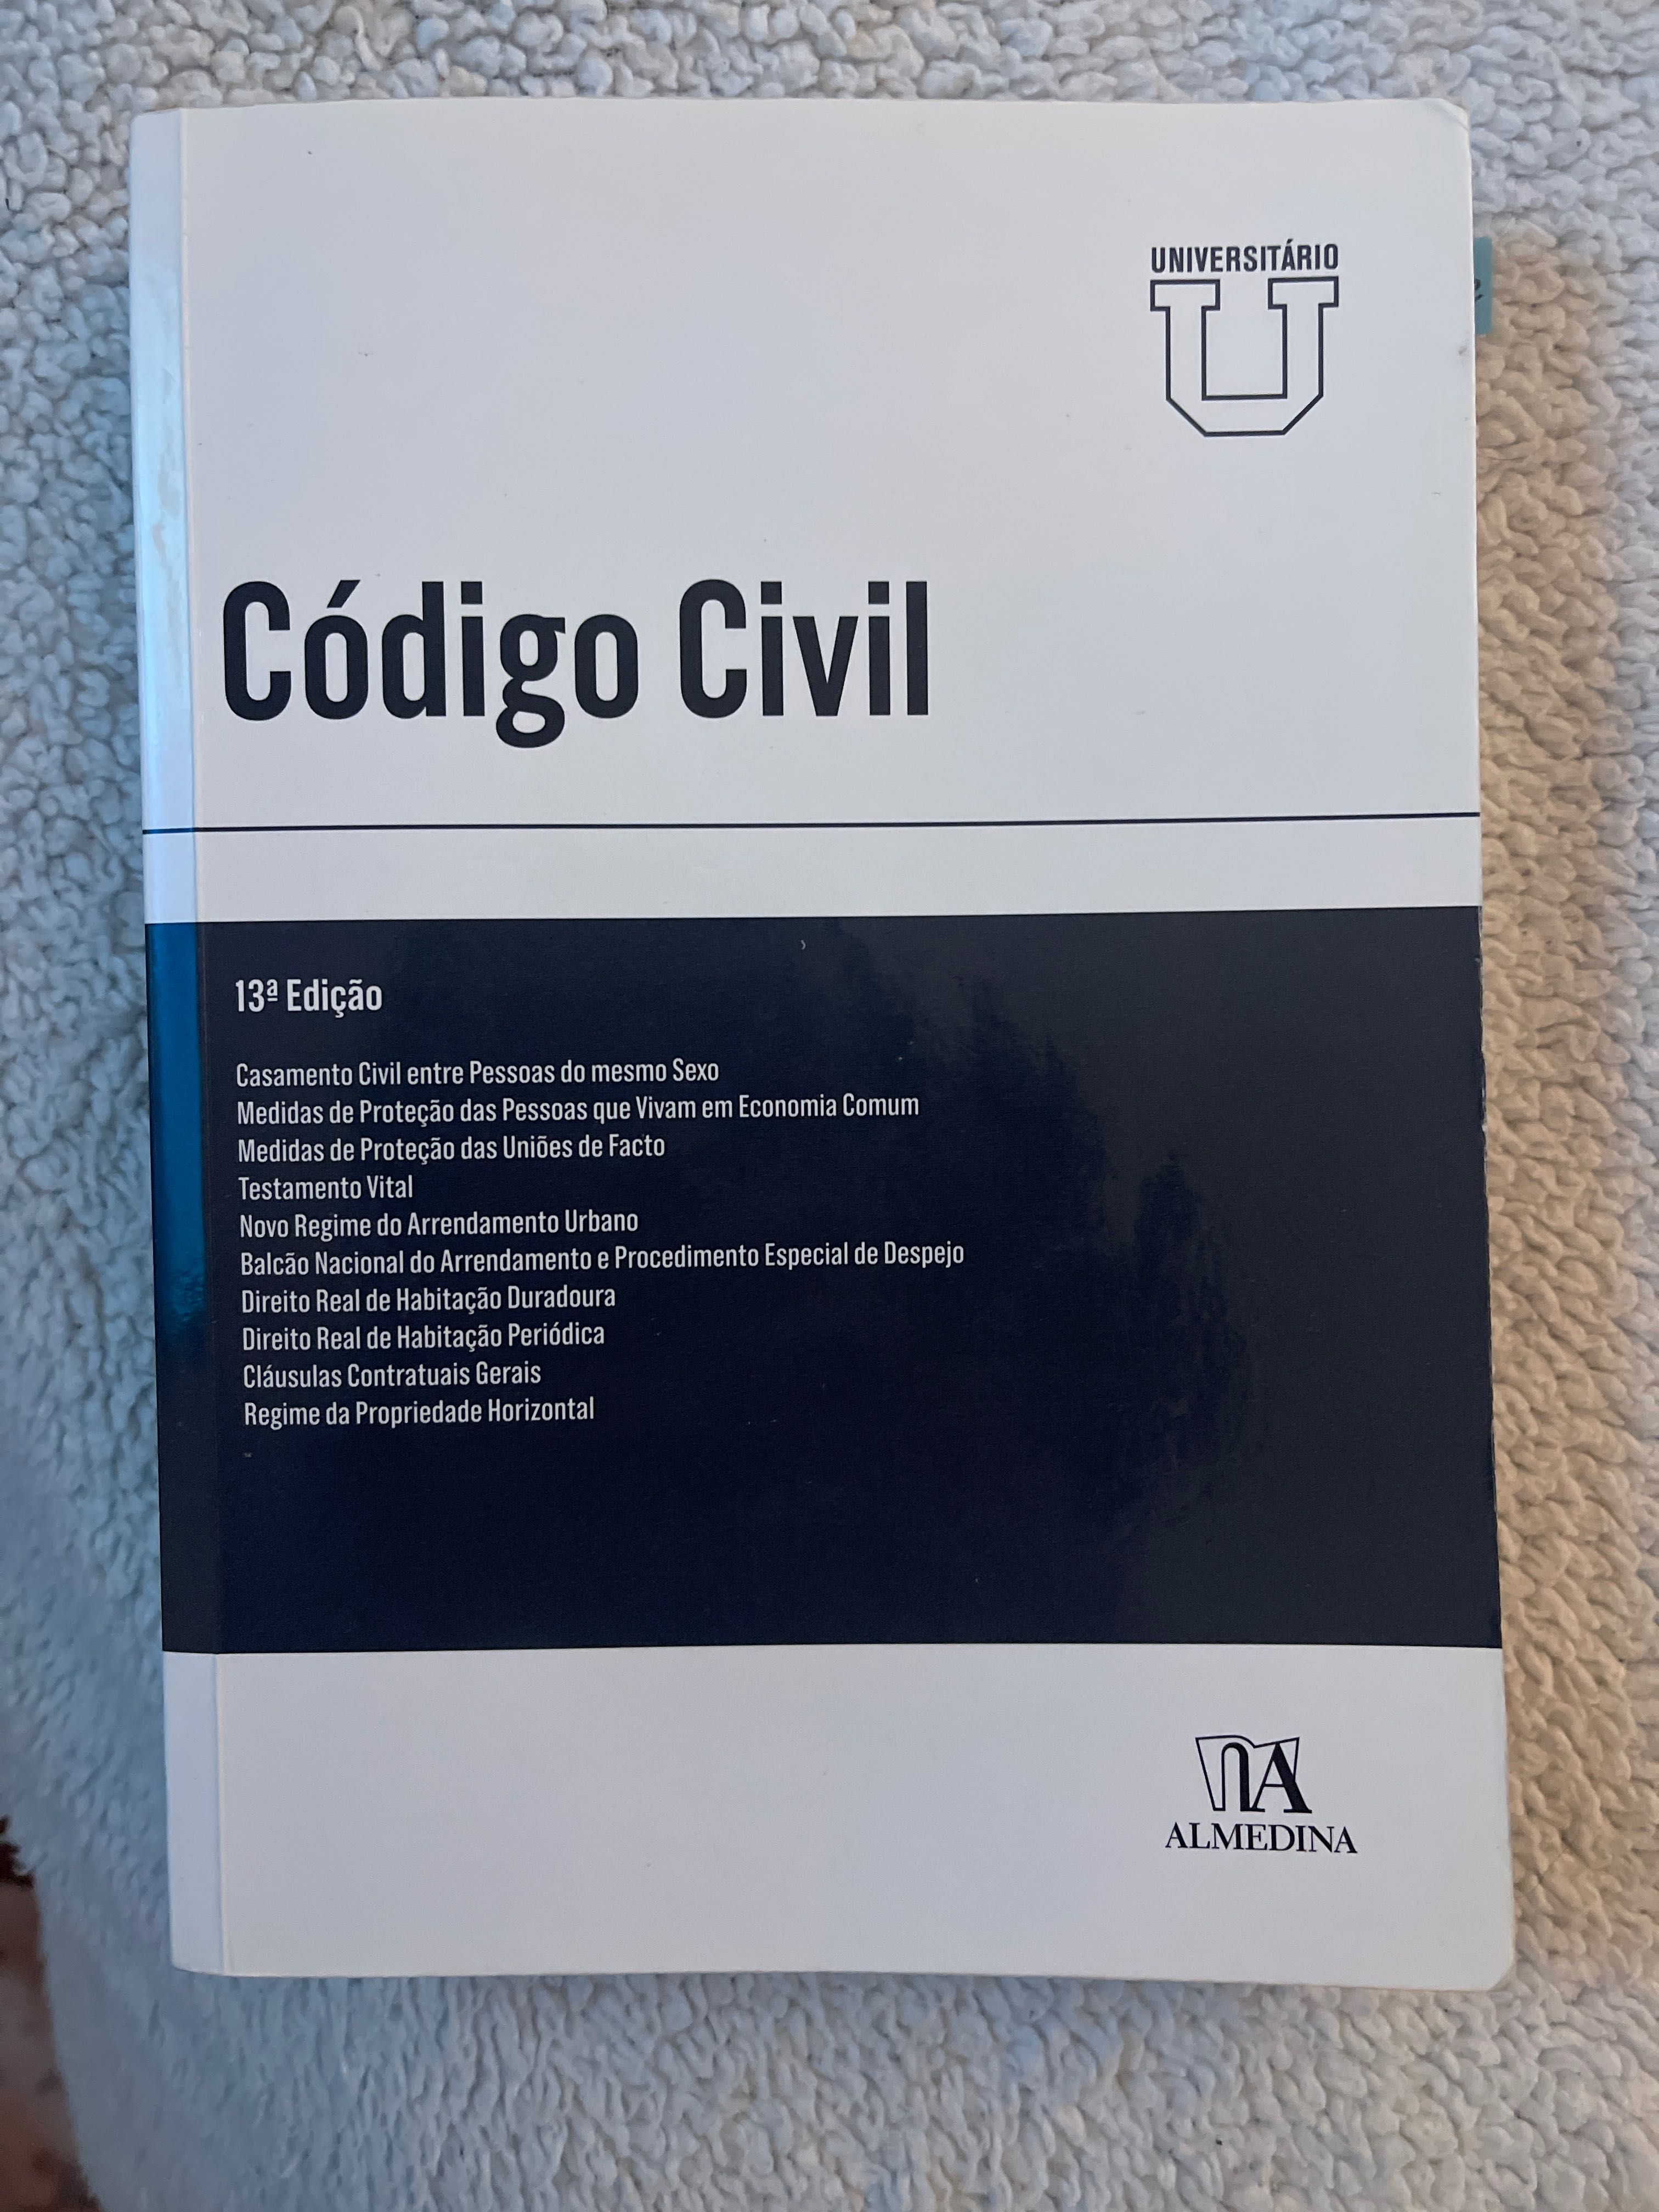 UNIVERSITÁRIO
U
Código Civil
13ª Edição
Casamento Civil entre Pessoas do mesmo Sexo
Medidas de Proteção das Pessoas que Vivam em Economia Comum
Medidas de Proteção das Uniões de Facto
Testamento Vital
Novo Regime do Arrendamento Urbano
Balcão Nacional do Arrendamento e Procedimento Especial de Despejo
Direito Real de Habitação Duradoura
Direito Real de Habitação Periódica
Cláusulas Contratuais Gerais
Regime da Propriedade Horizontal
ALMEDINA